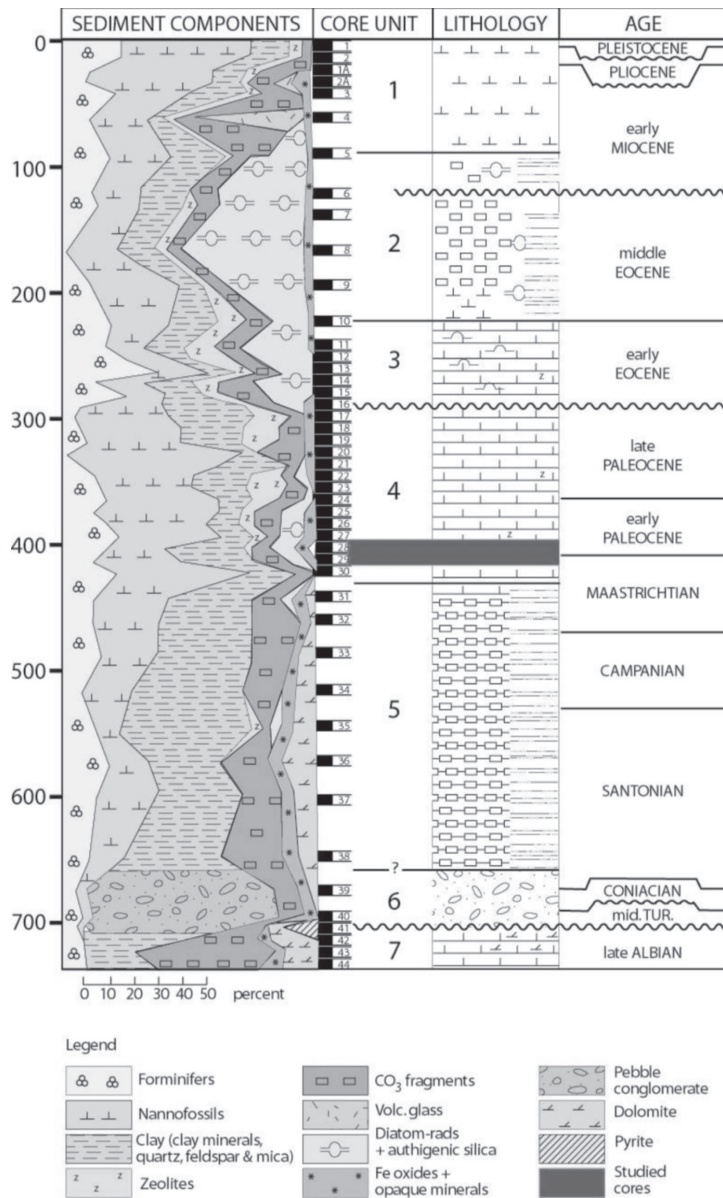 SEDIMENT COMPONENTS CORE UNIT LITHOLOGY AGE
0
1
2
1A
2A
3
4
5
6
7
8
9
10
11
12
13
14
15
16
17
18
19
20
21
22
23
24
25
26
27
28
29
30
31
32
33
34
35
36
37
38
39
40
41
42
43
44
100
200
300
400
500
600
700
1
2
3
4
5
?
6
7
PLEISTOCENE
PLIOCENE
early
MIOCENE
middle
EOCENE
early
EOCENE
late
PALEOCENE
early
PALEOCENE
MAASTRICHTIAN
CAMPANIAN
SANTONIAN
CONIACIAN
mid.TUR.
late ALBIAN
0 10 20 30 40 50 percent
Legend
Forminifers
Nannofossils
Clay (clay minerals,
quartz, feldspar & mica)
Zeolites
CO₃ fragments
Volc. glass
Diatom-rads
+ authigenic silica
Fe oxides +
opaque minerals
Pebble
conglomerate
Dolomite
Pyrite
Studied
cores